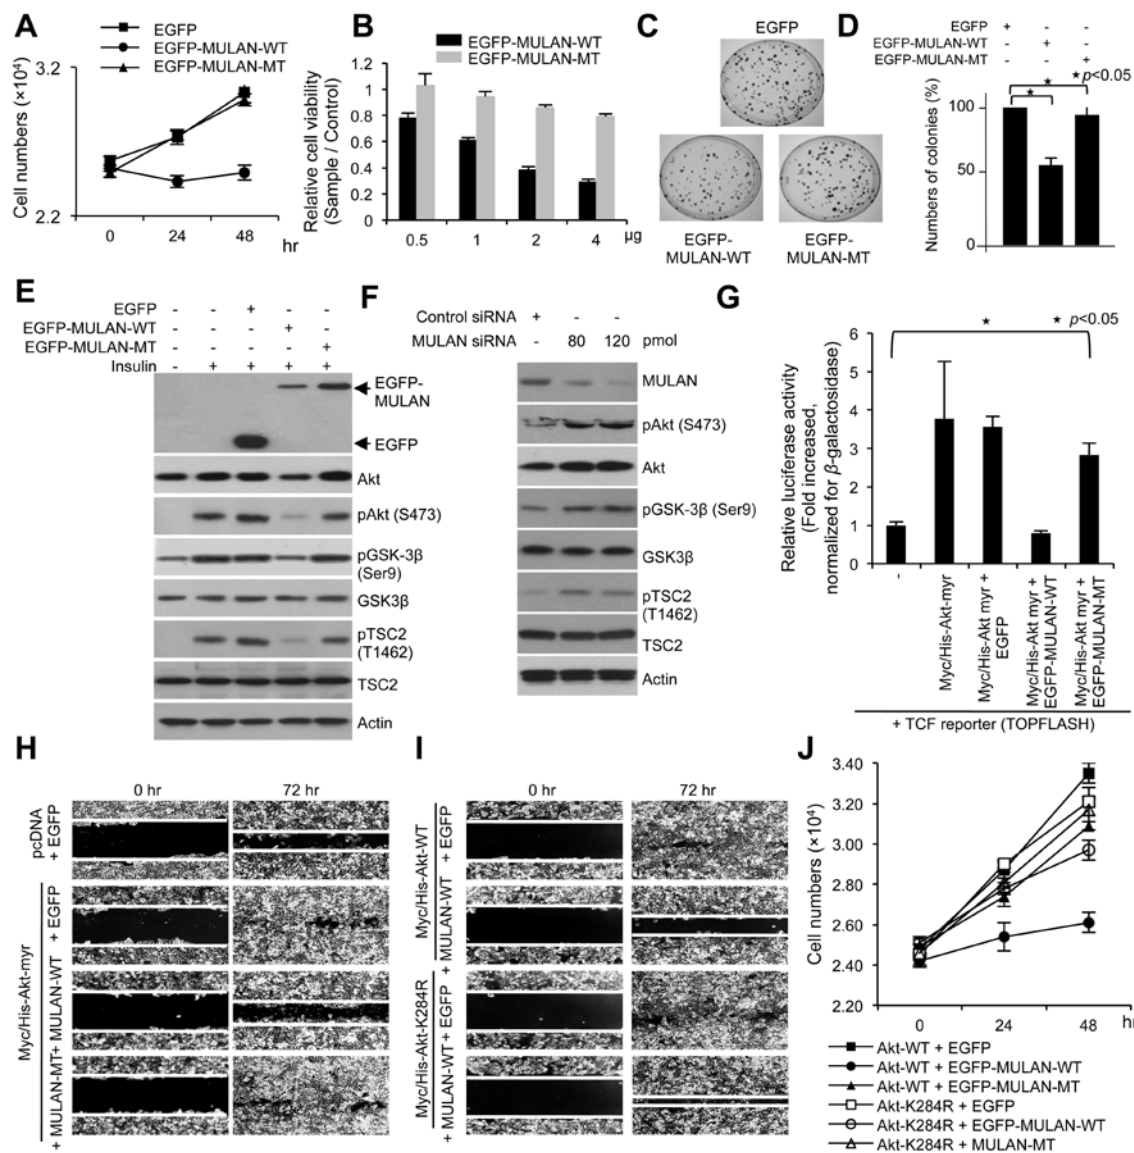 A
EGFP
EGFP-MULAN-WT
EGFP-MULAN-MT
Cell numbers (×10⁴)
3.2
2.2
0 24 48 hr
B
EGFP-MULAN-WT
EGFP-MULAN-MT
Relative cell viability
(Sample / Control)
1.2
1
0.8
0.6
0.4
0.2
0
0.5 1 2 4 µg
C
EGFP
EGFP-
MULAN-WT
EGFP-
MULAN-MT
D
EGFP + - -
EGFP-MULAN-WT - + -
EGFP-MULAN-MT - - +
★ p<0.05
★
★
Numbers of colonies (%)
100
50
0
E
EGFP - - + - -
EGFP-MULAN-WT - - - + -
EGFP-MULAN-MT - - - - +
Insulin - + + + +
EGFP-
MULAN
EGFP
Akt
pAkt (S473)
pGSK-3β
(Ser9)
GSK3β
pTSC2
(T1462)
TSC2
Actin
F
Control siRNA + - -
MULAN siRNA - 80 120 pmol
MULAN
pAkt (S473)
Akt
pGSK-3β (Ser9)
GSK3β
pTSC2
(T1462)
TSC2
Actin
G
★ ★ p<0.05
Relative luciferase activity
(Fold increased,
normalized for β-galactosidase)
6
5
4
3
2
1
0
-
Myc/His-Akt-myr
Myc/His-Akt myr +
EGFP
Myc/His-Akt myr +
EGFP-MULAN-WT
Myc/His-Akt myr +
EGFP-MULAN-MT
+ TCF reporter (TOPFLASH)
H
0 hr 72 hr
pcDNA
+ EGFP
Myc/His-Akt-myr
+ EGFP
+ MULAN-WT
+ MULAN-MT
I
0 hr 72 hr
Myc/His-Akt-WT
+ EGFP
+ MULAN-WT
Myc/His-Akt-K284R
+ EGFP
+ MULAN-WT
J
Cell numbers (×10⁴)
3.40
3.20
3.00
2.80
2.60
2.40
2.20
0 24 48 hr
Akt-WT + EGFP
Akt-WT + EGFP-MULAN-WT
Akt-WT + EGFP-MULAN-MT
Akt-K284R + EGFP
Akt-K284R + EGFP-MULAN-WT
Akt-K284R + MULAN-MT